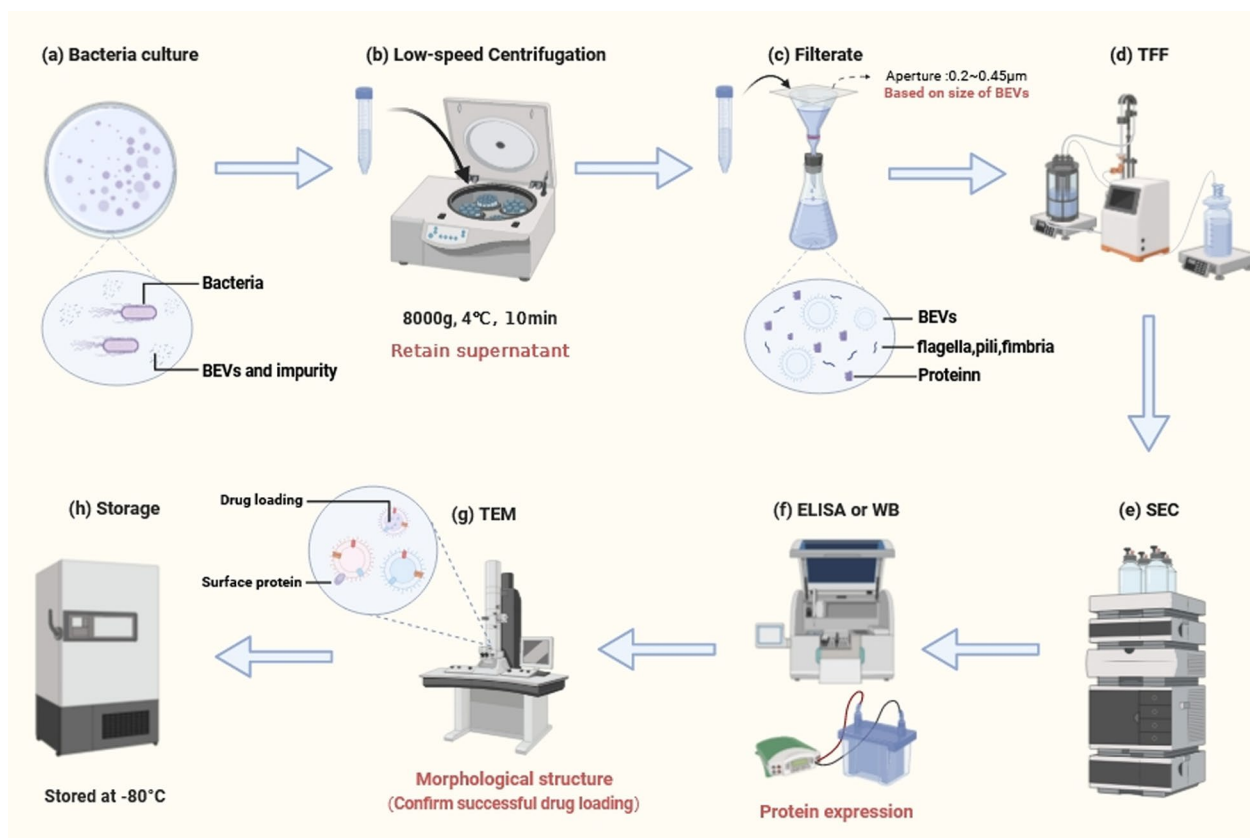 (a) Bacteria culture
(b) Low-speed Centrifugation
(c) Filterate
(d) TFF
Aperture :0.2~0.45μm
Based on size of BEVs
Bacteria
BEVs and impurity
8000g, 4℃, 10min
Retain supernatant
BEVs
flagella,pili,fimbria
Proteinn
(h) Storage
Drug loading
Surface protein
(g) TEM
(f) ELISA or WB
(e) SEC
Stored at -80°C
Morphological structure
(Confirm successful drug loading)
Protein expression